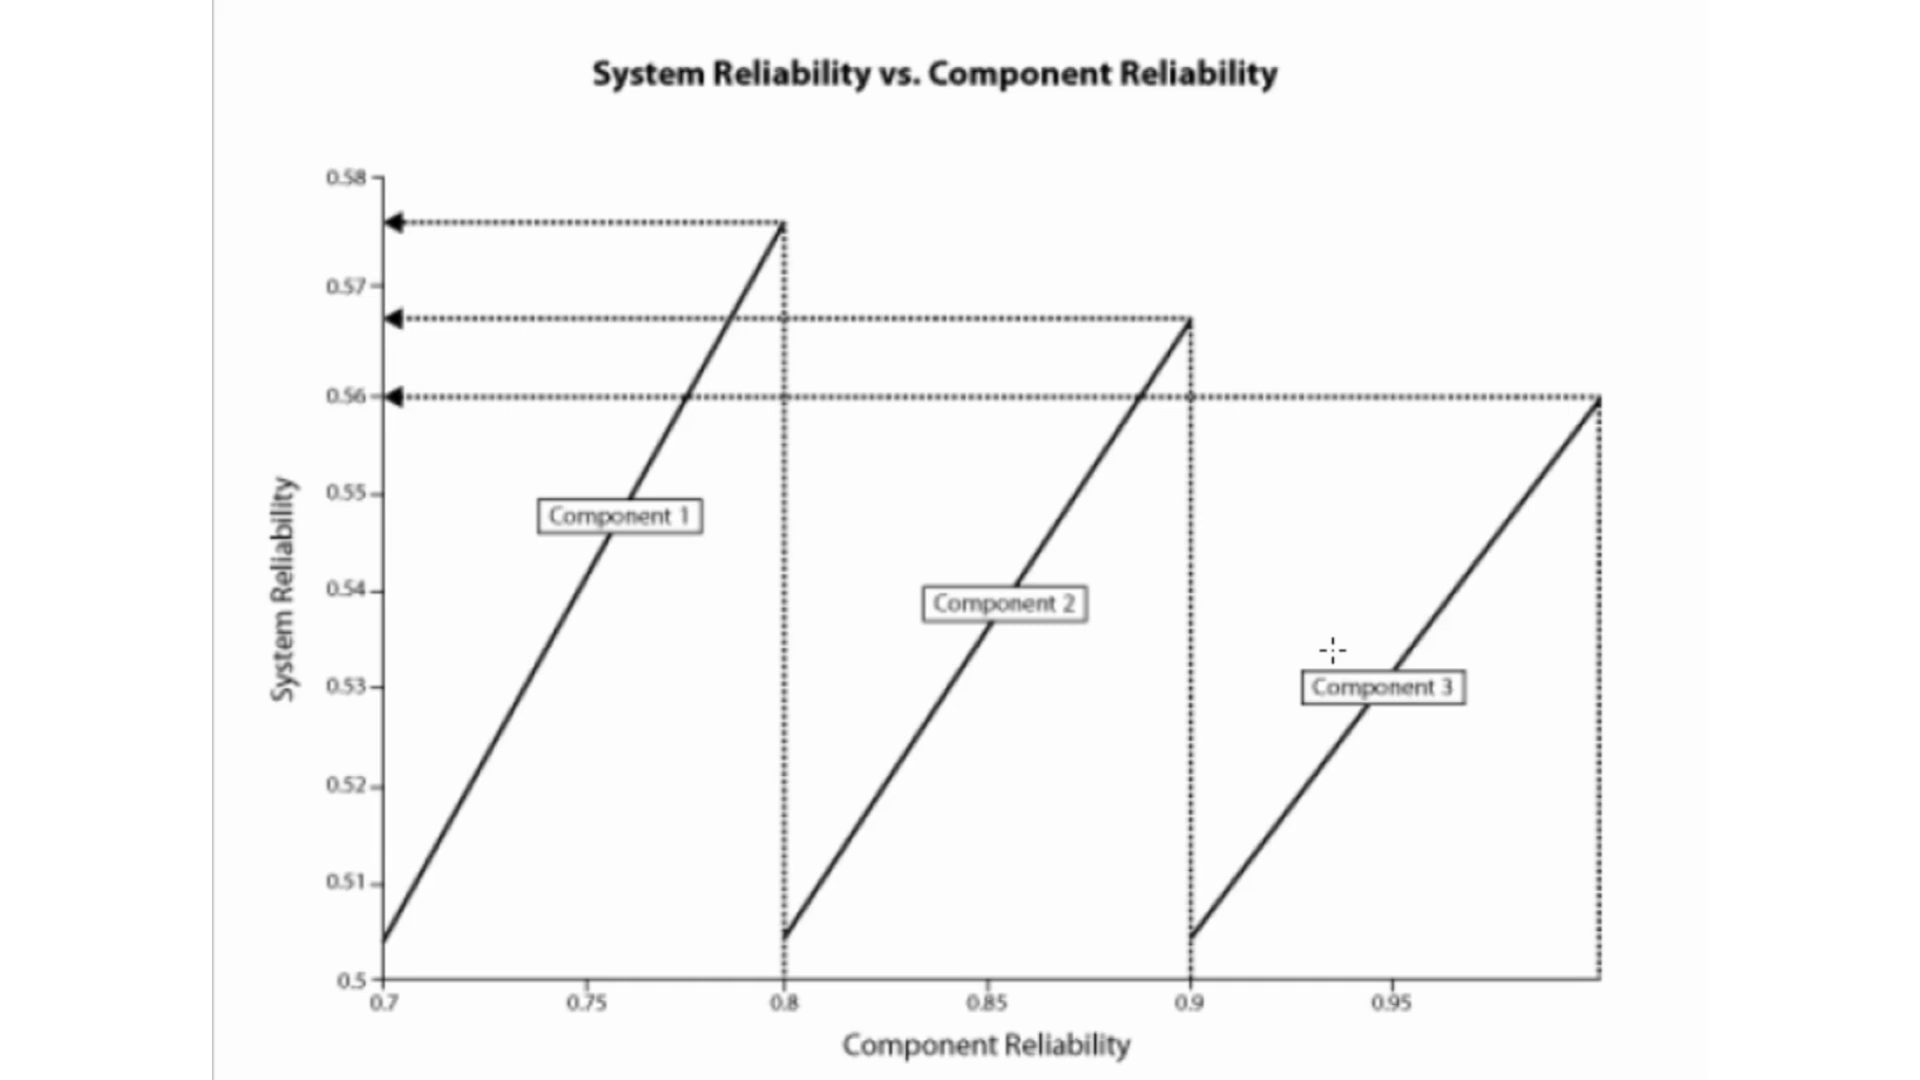 System Reliability vs. Component Reliability
0.58
0.57
0.56
0.55
0.54
0.53
0.52
0.51
0.5
System Reliability
Component 1
Component 2
Component 3
0.7 0.75 0.8 0.85 0.9 0.95
Component Reliability